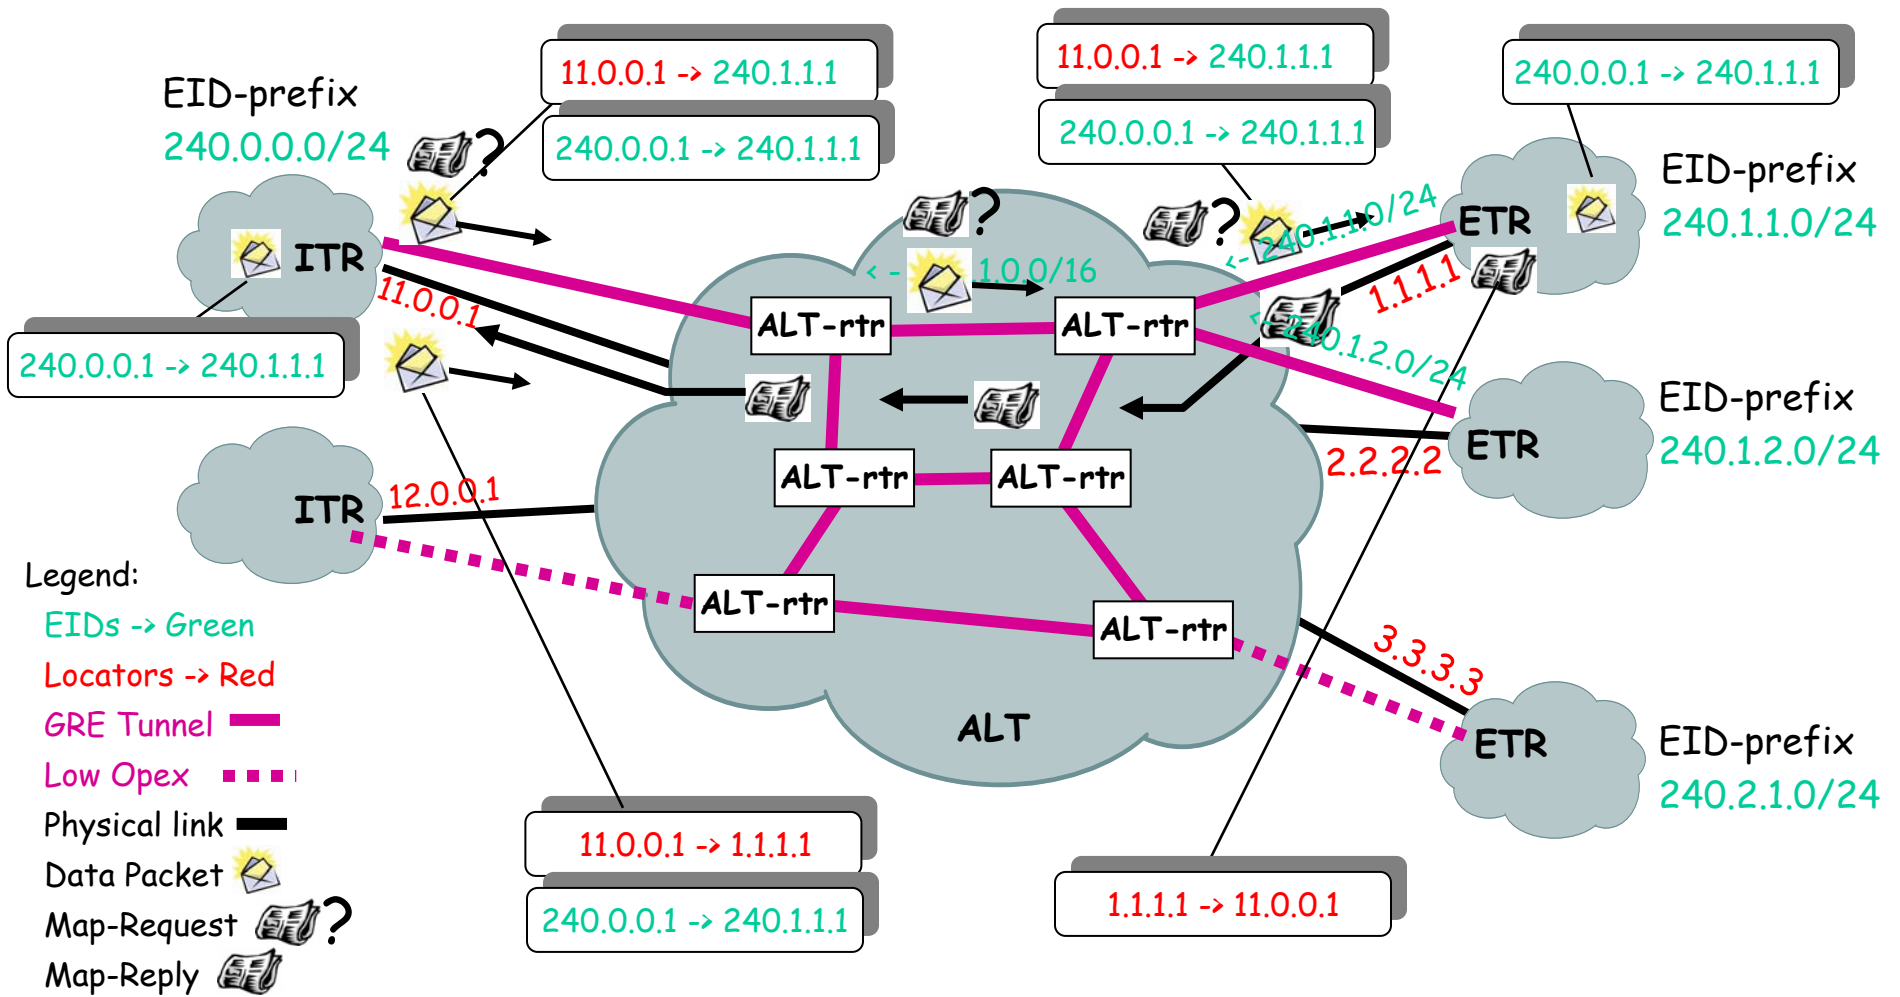 11.0.0.1 -> 240.1.1.1
240.0.0.1 -> 240.1.1.1
11.0.0.1 -> 240.1.1.1
240.0.0.1 -> 240.1.1.1
240.0.0.1 -> 240.1.1.1
EID-prefix
240.0.0.0/24
?
?
?
EID-prefix
240.1.1.0/24
ITR
11.0.0.1
240.0.0.1 -> 240.1.1.1
<- 1.0.0/16
<- 240.1.1.0/24
ETR
1.1.1.1
<- 240.1.2.0/24
ALT-rtr
ALT-rtr
EID-prefix
240.1.2.0/24
ETR
2.2.2.2
ITR
12.0.0.1
ALT-rtr
ALT-rtr
ALT-rtr
ALT-rtr
ALT
3.3.3.3
ETR
EID-prefix
240.2.1.0/24
Legend:
EIDs -> Green
Locators -> Red
GRE Tunnel
Low Opex
Physical link
Data Packet
Map-Request ?
Map-Reply
11.0.0.1 -> 1.1.1.1
240.0.0.1 -> 240.1.1.1
1.1.1.1 -> 11.0.0.1